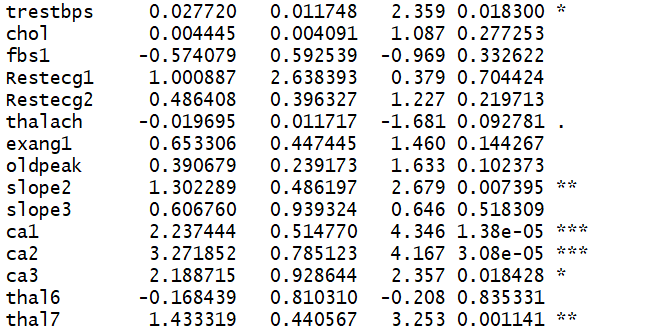 trestbps 0.027720 0.011748 2.359 0.018300 *
chol 0.004445 0.004091 1.087 0.277253
fbs1 -0.574079 0.592539 -0.969 0.332622
Restecg1 1.000887 2.638393 0.379 0.704424
Restecg2 0.486408 0.396327 1.227 0.219713
thalach -0.019695 0.011717 -1.681 0.092781 .
exang1 0.653306 0.447445 1.460 0.144267
oldpeak 0.390679 0.239173 1.633 0.102373
slope2 1.302289 0.486197 2.679 0.007395 **
slope3 0.606760 0.939324 0.646 0.518309
ca1 2.237444 0.514770 4.346 1.38e-05 ***
ca2 3.271852 0.785123 4.167 3.08e-05 ***
ca3 2.188715 0.928644 2.357 0.018428 *
thal6 -0.168439 0.810310 -0.208 0.835331
thal7 1.433319 0.440567 3.253 0.001141 **